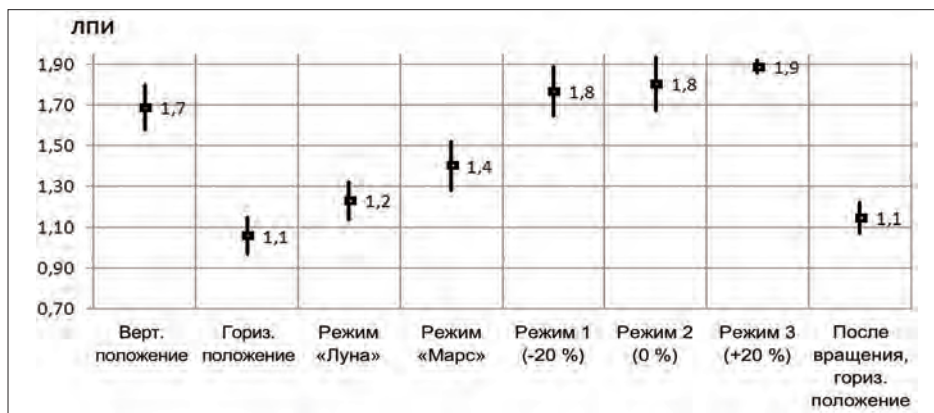 ЛПИ
1,90
1,70
1,50
1,30
1,10
0,90
0,70
1,7
1,1
1,2
1,4
1,8
1,8
1,9
1,1
Верт. положение
Гориз. положение
Режим «Луна»
Режим «Марс»
Режим 1 (-20 %)
Режим 2 (0 %)
Режим 3 (+20 %)
После вращения, гориз. положение